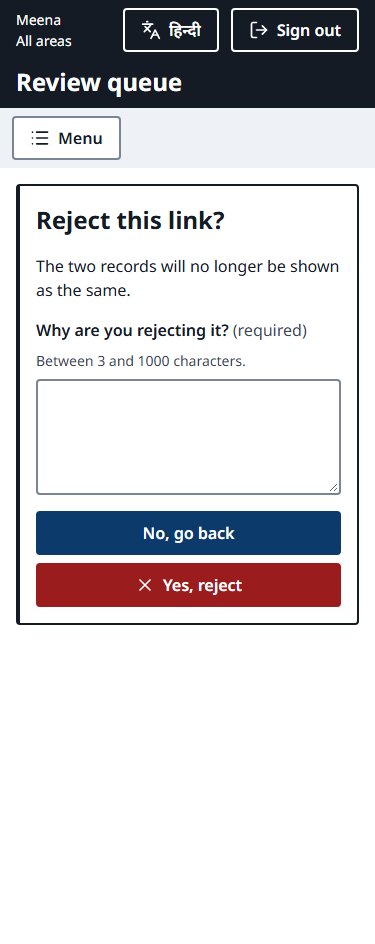 Meena
All areas
हिन्दी
Sign out
Review queue
Menu
Reject this link?
The two records will no longer be shown
as the same.
Why are you rejecting it? (required)
Between 3 and 1000 characters.
No, go back
Yes, reject